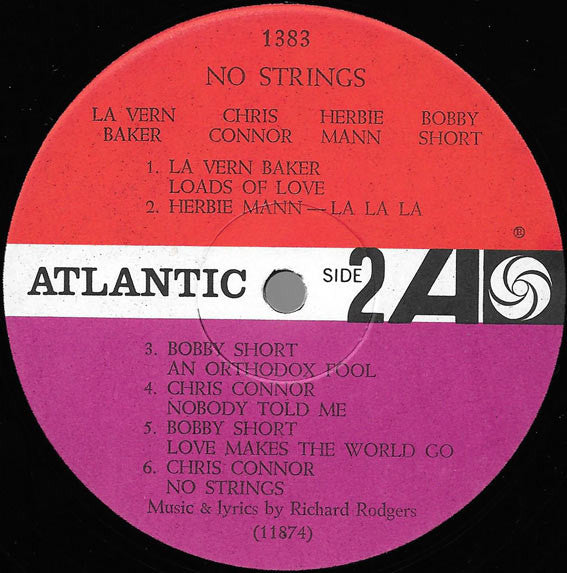 1383
NO STRINGS
LA VERN BAKER
CHRIS CONNOR
HERBIE MANN
BOBBY SHORT
1. LA VERN BAKER
LOADS OF LOVE
2. HERBIE MANN — LA LA LA
®
ATLANTIC SIDE 2 A
3. BOBBY SHORT
AN ORTHODOX FOOL
4. CHRIS CONNOR
NOBODY TOLD ME
5. BOBBY SHORT
LOVE MAKES THE WORLD GO
6. CHRIS CONNOR
NO STRINGS
Music & lyrics by Richard Rodgers
(11874)